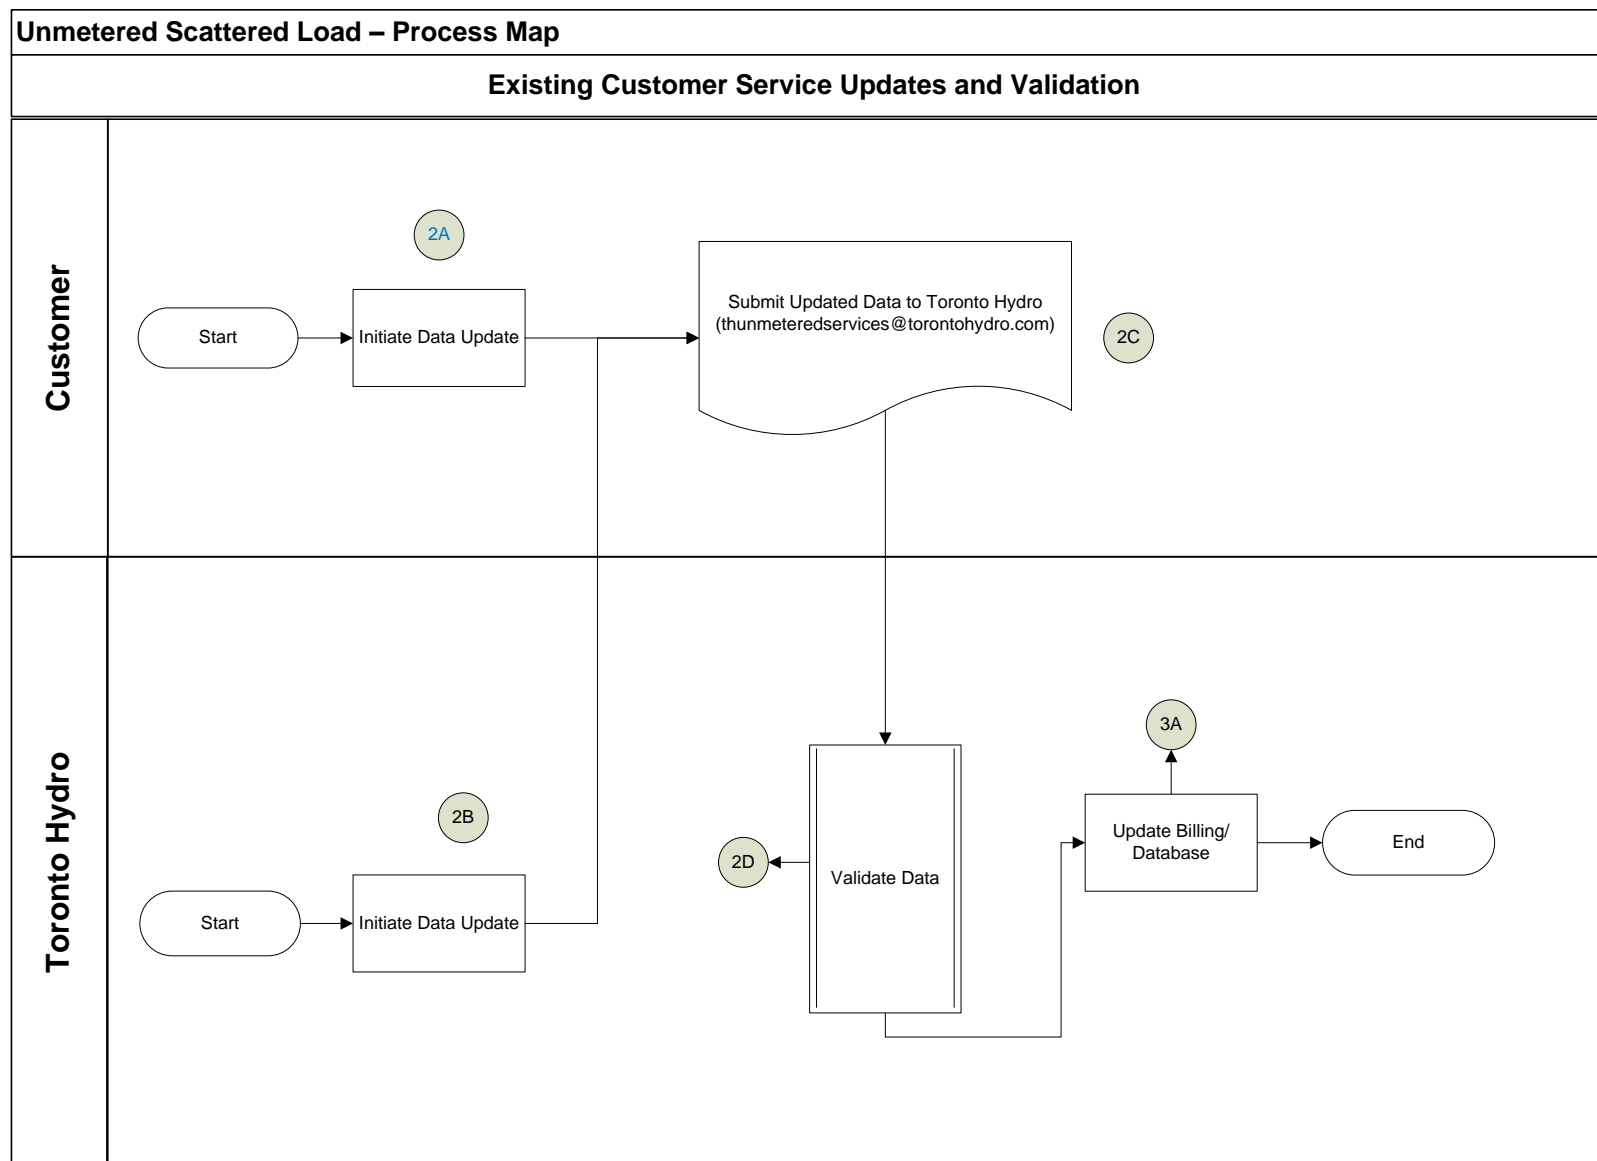 Unmetered Scattered Load – Process Map
Existing Customer Service Updates and Validation
Customer
2A
Start
Initiate Data Update
Submit Updated Data to Toronto Hydro
(thunmeteredservices@torontohydro.com)
2C
Toronto Hydro
2B
Start
Initiate Data Update
2D
Validate Data
3A
Update Billing/
Database
End